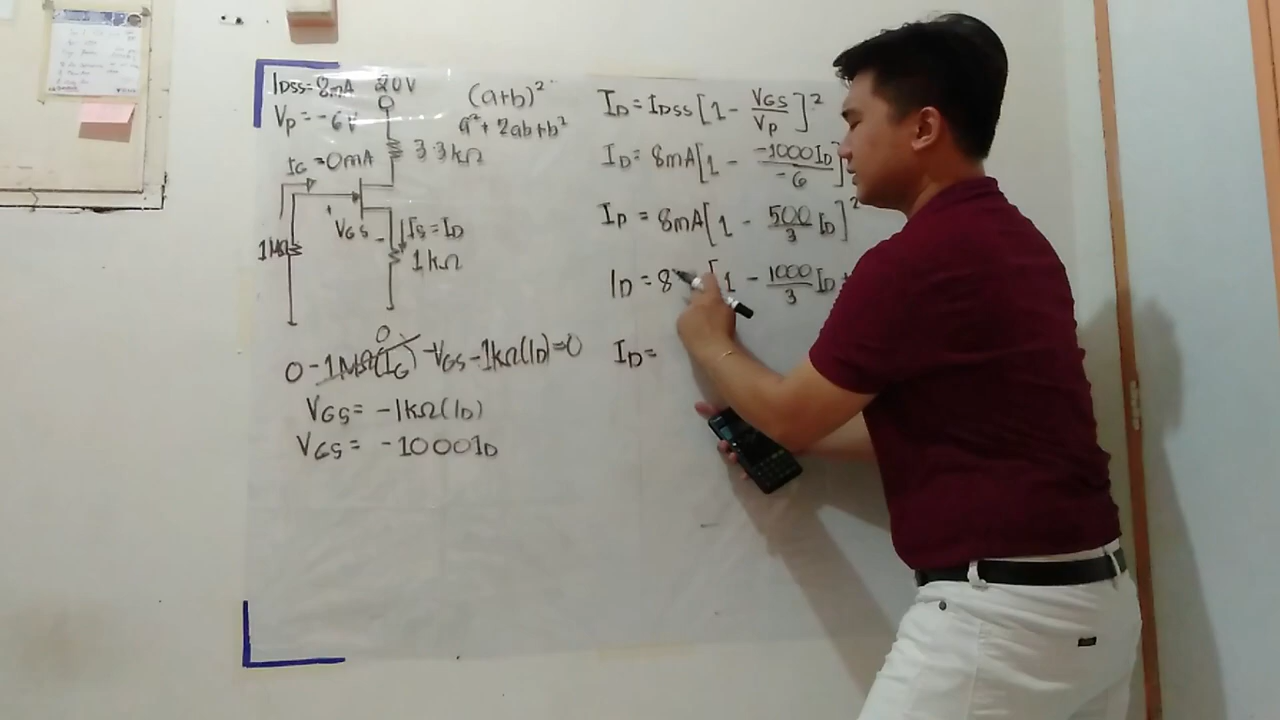 IDSS=8mA 20V
VP=-6V
(a+b)²
a²+2ab+b²
3.3kΩ
IG=0mA
VGS
+
-
IS=ID
1MΩ
1kΩ
0
0-1MΩ(IG)-VGS-1kΩ(ID)=0
VGS=-1kΩ(ID)
VGS=-1000ID
ID=IDSS[1-VGS/VP]²
ID=8mA[1-(-1000ID)/-6]
ID=8mA[1-500/3 ID]²
ID=8 [1-1000/3 ID+
ID=